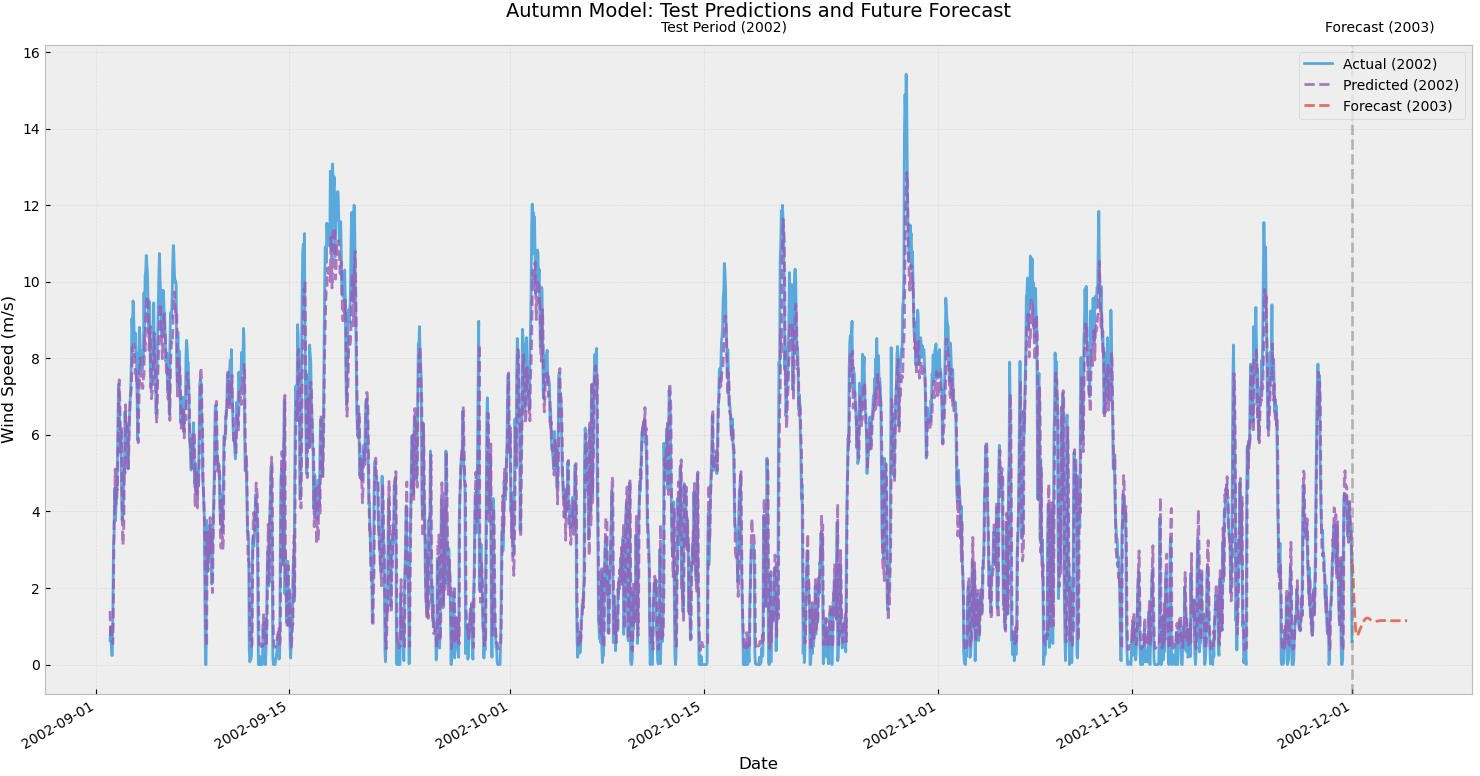 Autumn Model: Test Predictions and Future Forecast
Test Period (2002)
Forecast (2003)
Actual (2002)
Predicted (2002)
Forecast (2003)
Wind Speed (m/s)
16
14
12
10
8
6
4
2
0
2002-09-01
2002-09-15
2002-10-01
2002-10-15
2002-11-01
2002-11-15
2002-12-01
Date